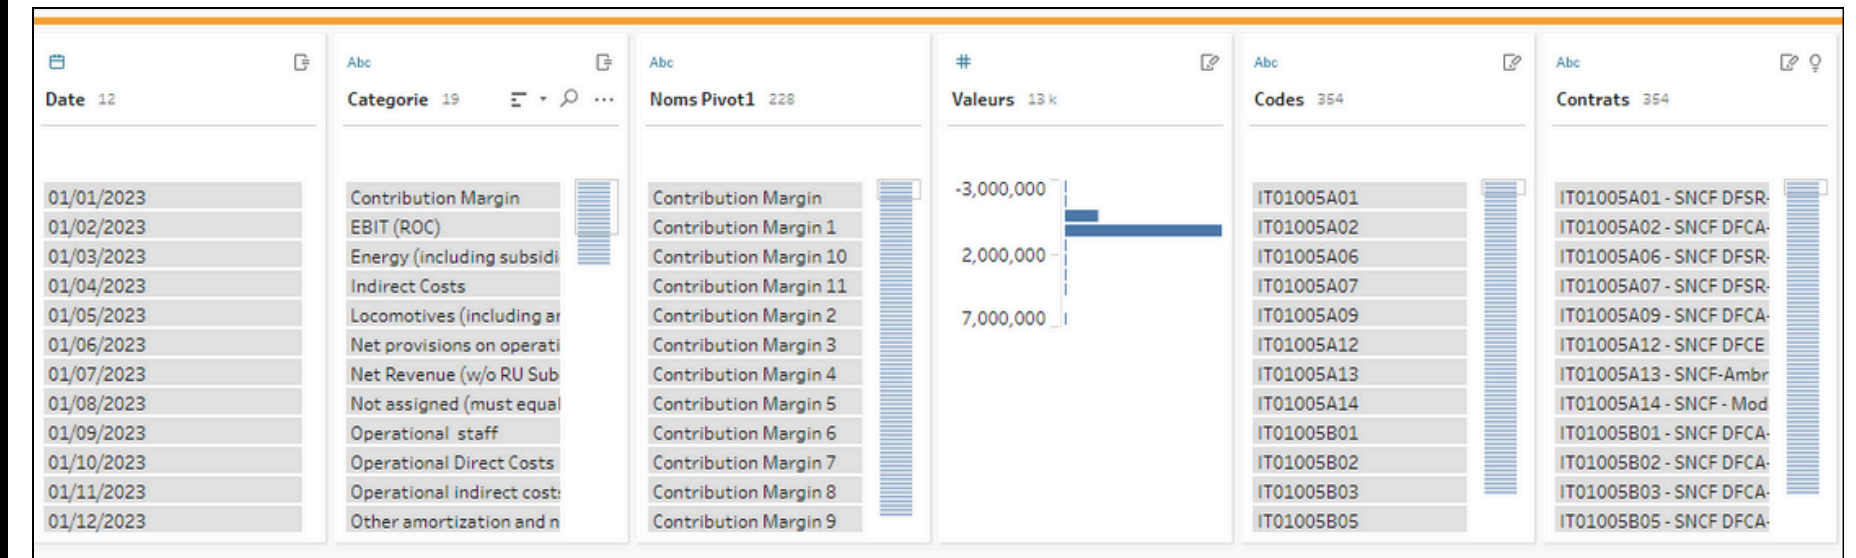 Abc Abc # Abc Abc
Date 12 Categorie 19 ... Noms Pivot1 228 Valeurs 13k Codes 354 Contrats 354
01/01/2023 Contribution Margin Contribution Margin -3,000,000 IT01005A01 IT01005A01 - SNCF DFSR-
01/02/2023 EBIT (ROC) Contribution Margin 1 IT01005A02 IT01005A02 - SNCF DFCA-
01/03/2023 Energy (including subsidi Contribution Margin 10 2,000,000 IT01005A06 IT01005A06 - SNCF DFSR-
01/04/2023 Indirect Costs Contribution Margin 11 IT01005A07 IT01005A07 - SNCF DFSR-
01/05/2023 Locomotives (including ar Contribution Margin 2 7,000,000 IT01005A09 IT01005A09 - SNCF DFCA-
01/06/2023 Net provisions on operati Contribution Margin 3 IT01005A12 IT01005A12 - SNCF DFCE
01/07/2023 Net Revenue (w/o RU Sub Contribution Margin 4 IT01005A13 IT01005A13 - SNCF-Ambr
01/08/2023 Not assigned (must equal Contribution Margin 5 IT01005A14 IT01005A14 - SNCF - Mod
01/09/2023 Operational staff Contribution Margin 6 IT01005B01 IT01005B01 - SNCF DFCA-
01/10/2023 Operational Direct Costs Contribution Margin 7 IT01005B02 IT01005B02 - SNCF DFCA-
01/11/2023 Operational indirect costs Contribution Margin 8 IT01005B03 IT01005B03 - SNCF DFCA-
01/12/2023 Other amortization and n Contribution Margin 9 IT01005B05 IT01005B05 - SNCF DFCA-